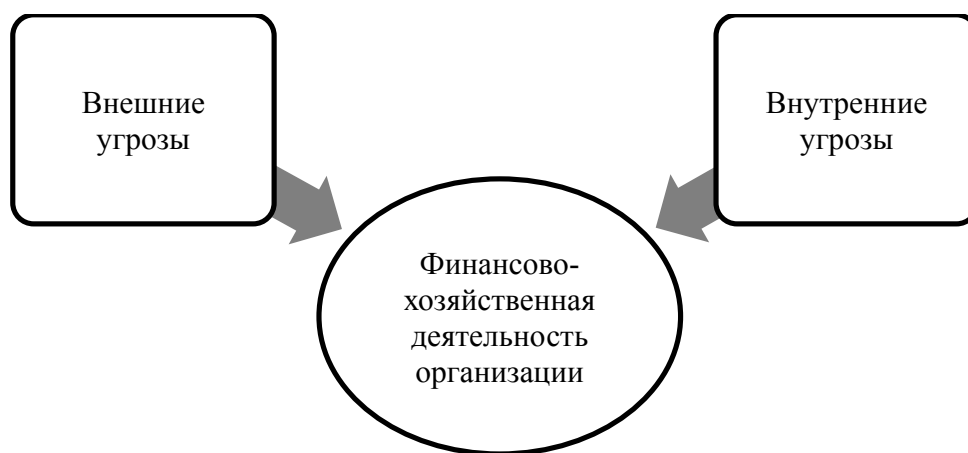 Внешние
угрозы
Внутренние
угрозы
Финансово-
хозяйственная
деятельность
организации